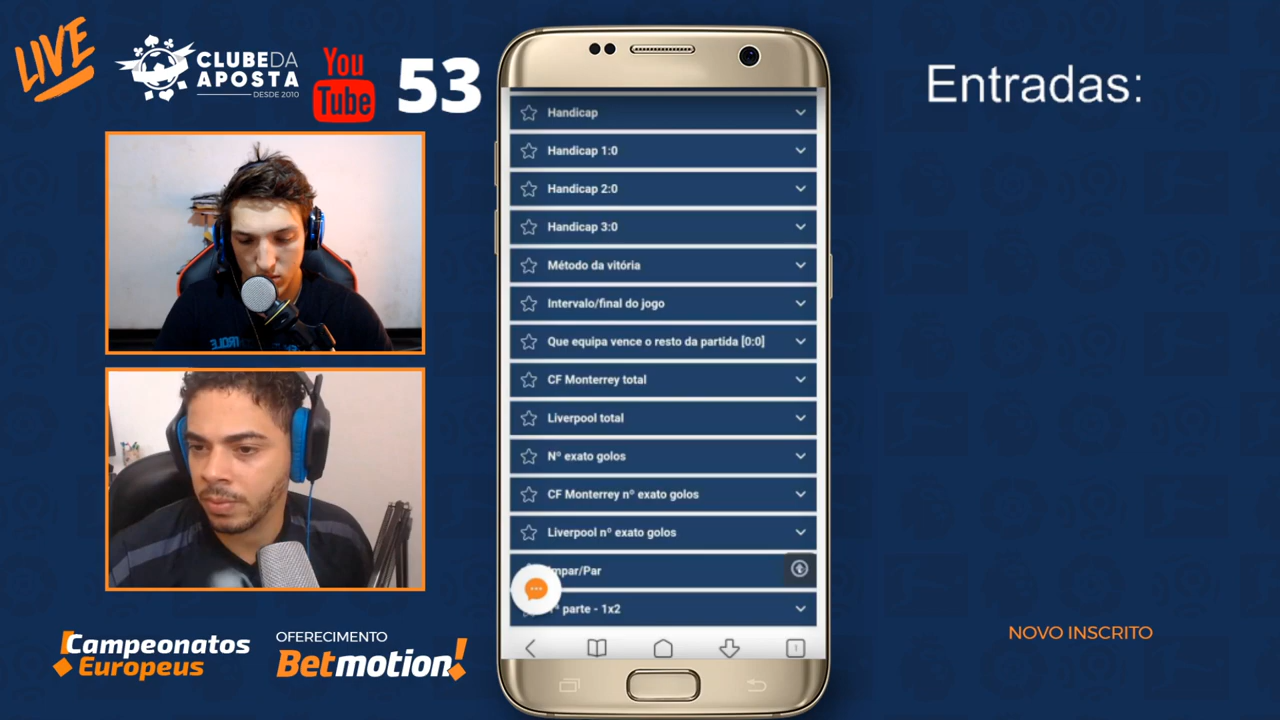 LIVE
CLUBEDA
APOSTA
DESDE 2010
You
Tube
53
Entradas:
Handicap
Handicap 1:0
Handicap 2:0
Handicap 3:0
Método da vitória
Intervalo/final do jogo
Que equipa vence o resto da partida [0:0]
CF Monterrey total
Liverpool total
Nº exato golos
CF Monterrey nº exato golos
Liverpool nº exato golos
mpar/Par
1ª parte - 1x2
!Campeonatos
Europeus
OFERECIMENTO
Betmotion!
NOVO INSCRITO